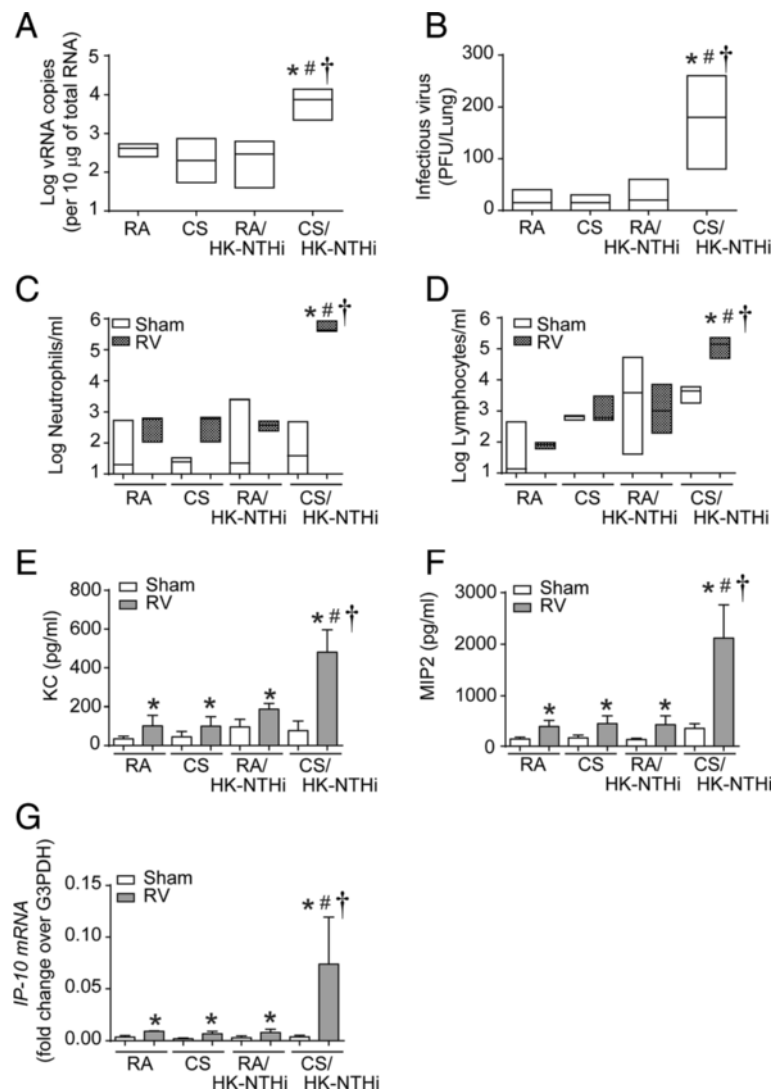 A
Log vRNA copies
(per 10 µg of total RNA)
5
4
3
2
1
* # †
RA
CS
RA/
HK-NTHi
CS/
HK-NTHi
B
Infectious virus
(PFU/Lung)
300
200
100
0
* # †
RA
CS
RA/
HK-NTHi
CS/
HK-NTHi
C
Log Neutrophils/ml
6
5
4
3
2
1
Sham
RV
* # †
RA
CS
RA/
HK-NTHi
CS/
HK-NTHi
D
Log Lymphocytes/ml
6
5
4
3
2
1
Sham
RV
* # †
RA
CS
RA/
HK-NTHi
CS/
HK-NTHi
E
KC (pg/ml)
800
600
400
200
0
Sham
RV
*
*
*
* # †
RA
CS
RA/
HK-NTHi
CS/
HK-NTHi
F
MIP2 (pg/ml)
3000
2000
1000
0
Sham
RV
*
*
*
* # †
RA
CS
RA/
HK-NTHi
CS/
HK-NTHi
G
IP-10 mRNA
(fold change over G3PDH)
0.15
0.10
0.05
0.00
Sham
RV
*
*
*
* # †
RA
CS
RA/
HK-NTHi
CS/
HK-NTHi